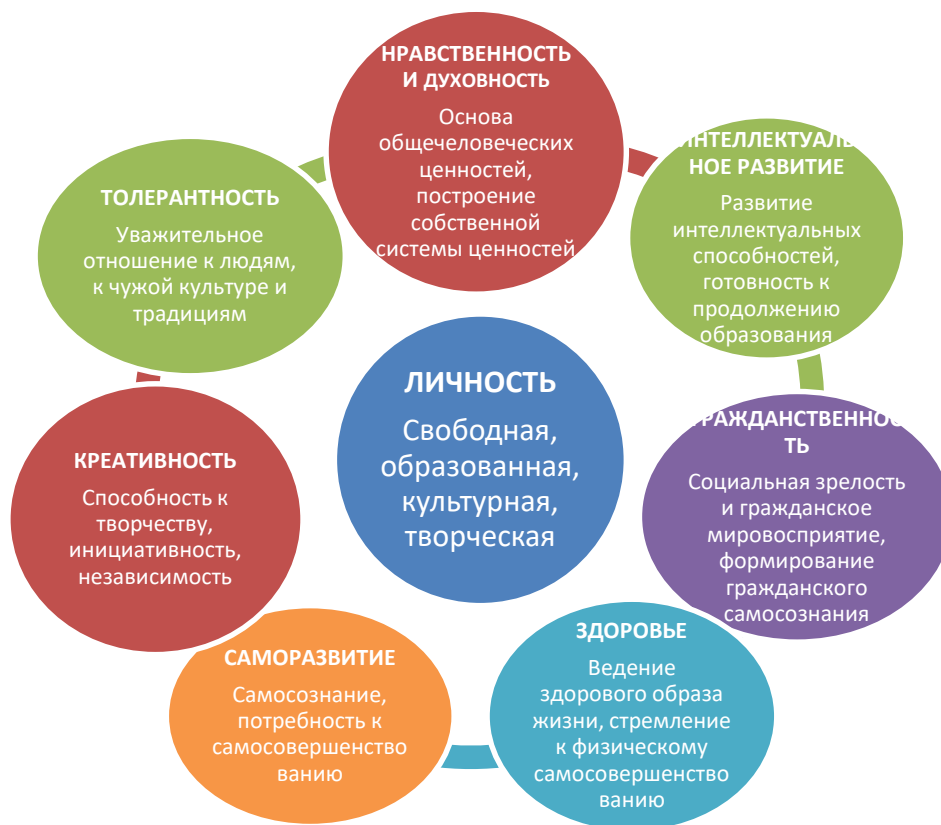 НРАВСТВЕННОСТЬ
И ДУХОВНОСТЬ
Основа
общечеловеческих
ценностей,
построение
собственной
системы ценностей
ИНТЕЛЛЕКТУАЛЬ
НОЕ РАЗВИТИЕ
Развитие
интеллектуальных
способностей,
готовность к
продолжению
образования
ГРАЖДАНСТВЕННОС
ТЬ
Социальная зрелость
и гражданское
мировосприятие,
формирование
гражданского
самосознания
ЗДОРОВЬЕ
Ведение
здорового образа
жизни, стремление
к физическому
самосовершенство
ванию
САМОРАЗВИТИЕ
Самосознание,
потребность к
самосовершенство
ванию
КРЕАТИВНОСТЬ
Способность к
творчеству,
инициативность,
независимость
ТОЛЕРАНТНОСТЬ
Уважительное
отношение к людям,
к чужой культуре и
традициям
ЛИЧНОСТЬ
Свободная,
образованная,
культурная,
творческая